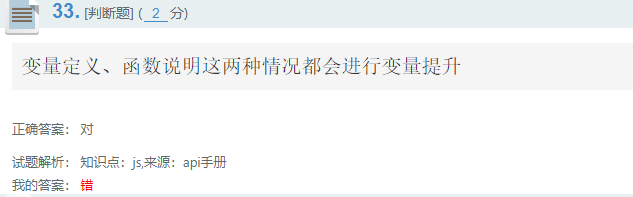 33. [判断题] ( 2 分)
变量定义、函数说明这两种情况都会进行变量提升
正确答案： 对
试题解析： 知识点：js,来源：api手册
我的答案： 错